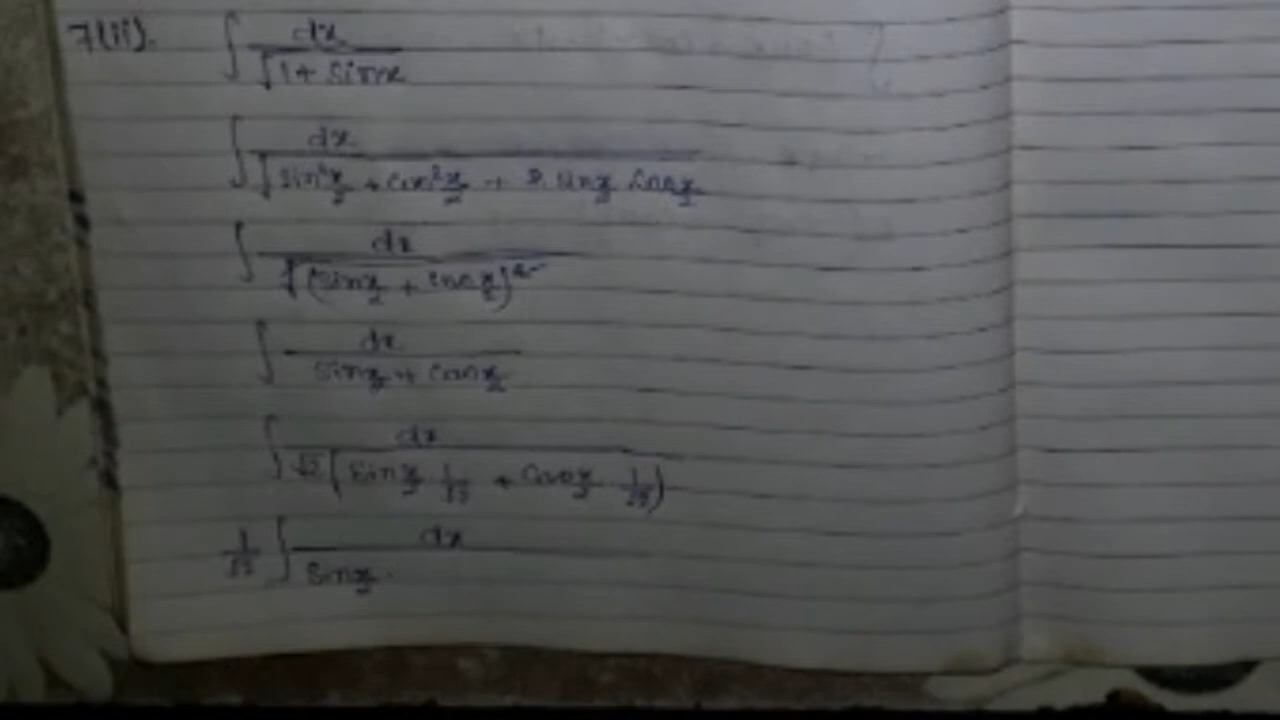 7(ii). ∫ dx / √(1 + sin x)
∫ dx / √(sin² x/2 + cos² x/2 + 2 sin x/2 cos x/2)
∫ dx / √(sin x/2 + cos x/2)²
∫ dx / (sin x/2 + cos x/2)
∫ dx / √2 (sin x/2 · 1/√2 + cos x/2 · 1/√2)
1/√2 ∫ dx / sin x/2 ·